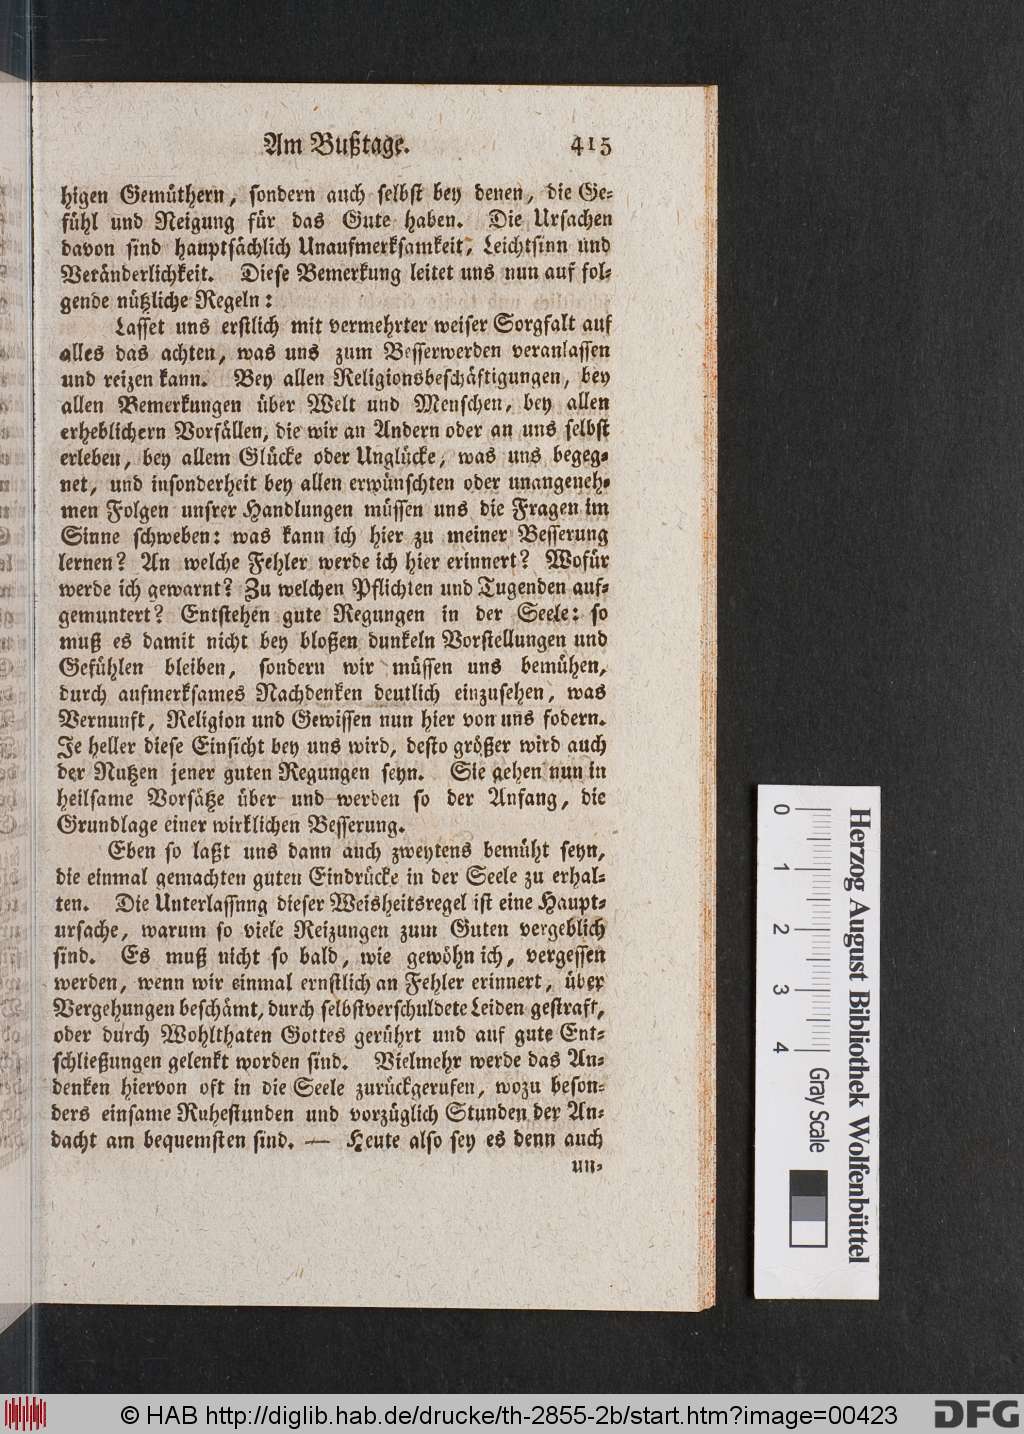 Am Bußtage. 415
higen Gemüthern, sondern auch selbst bey denen, die Ge-
fühl und Neigung für das Gute haben. Die Ursachen
davon sind hauptsächlich Unaufmerksamkeit, Leichtsinn und
Veränderlichkeit. Diese Bemerkung leitet uns nun auf fol-
gende nützliche Regeln:
Lasset uns erstlich mit vermehrter weiser Sorgfalt auf
alles das achten, was uns zum Besserwerden veranlassen
und reizen kann. Bey allen Religionsbeschäftigungen, bey
allen Bemerkungen über Welt und Menschen, bey allen
erheblichern Vorfällen, die wir an Andern oder an uns selbst
erleben, bey allem Glücke oder Unglücke, was uns begeg-
net, und insonderheit bey allen erwünschten oder unangeneh-
men Folgen unsrer Handlungen müssen uns die Fragen im
Sinne schweben: was kann ich hier zu meiner Besserung
lernen? An welche Fehler werde ich hier erinnert? Wofür
werde ich gewarnt? Zu welchen Pflichten und Tugenden auf-
gemuntert? Entstehen gute Regungen in der Seele: so
muß es damit nicht bey bloßen dunkeln Vorstellungen und
Gefühlen bleiben, sondern wir müssen uns bemühen,
durch aufmerksames Nachdenken deutlich einzusehen, was
Vernunft, Religion und Gewissen nun hier von uns fodern.
Je heller diese Einsicht bey uns wird, desto größer wird auch
der Nutzen jener guten Regungen seyn. Sie gehen nun in
heilsame Vorsätze über und werden so der Anfang, die
Grundlage einer wirklichen Besserung.
Eben so laßt uns dann auch zweytens bemüht seyn,
die einmal gemachten guten Eindrücke in der Seele zu erhal-
ten. Die Unterlassung dieser Weisheitsregel ist eine Haupt-
ursache, warum so viele Reizungen zum Guten vergeblich
sind. Es muß nicht so bald, wie gewöhn ich, vergessen
werden, wenn wir einmal ernstlich an Fehler erinnert, über
Vergehungen beschämt, durch selbstverschuldete Leiden gestraft,
oder durch Wohlthaten Gottes gerührt und auf gute Ent-
schließungen gelenkt worden sind. Vielmehr werde das An-
denken hiervon oft in die Seele zurückgerufen, wozu beson-
ders einsame Ruhestunden und vorzüglich Stunden der An-
dacht am bequemsten sind. — Heute also sey es denn auch
un-
0 1 2 3 4 Gray Scale
Herzog August Bibliothek Wolfenbüttel
© HAB http://diglib.hab.de/drucke/th-2855-2b/start.htm?image=00423
DFG